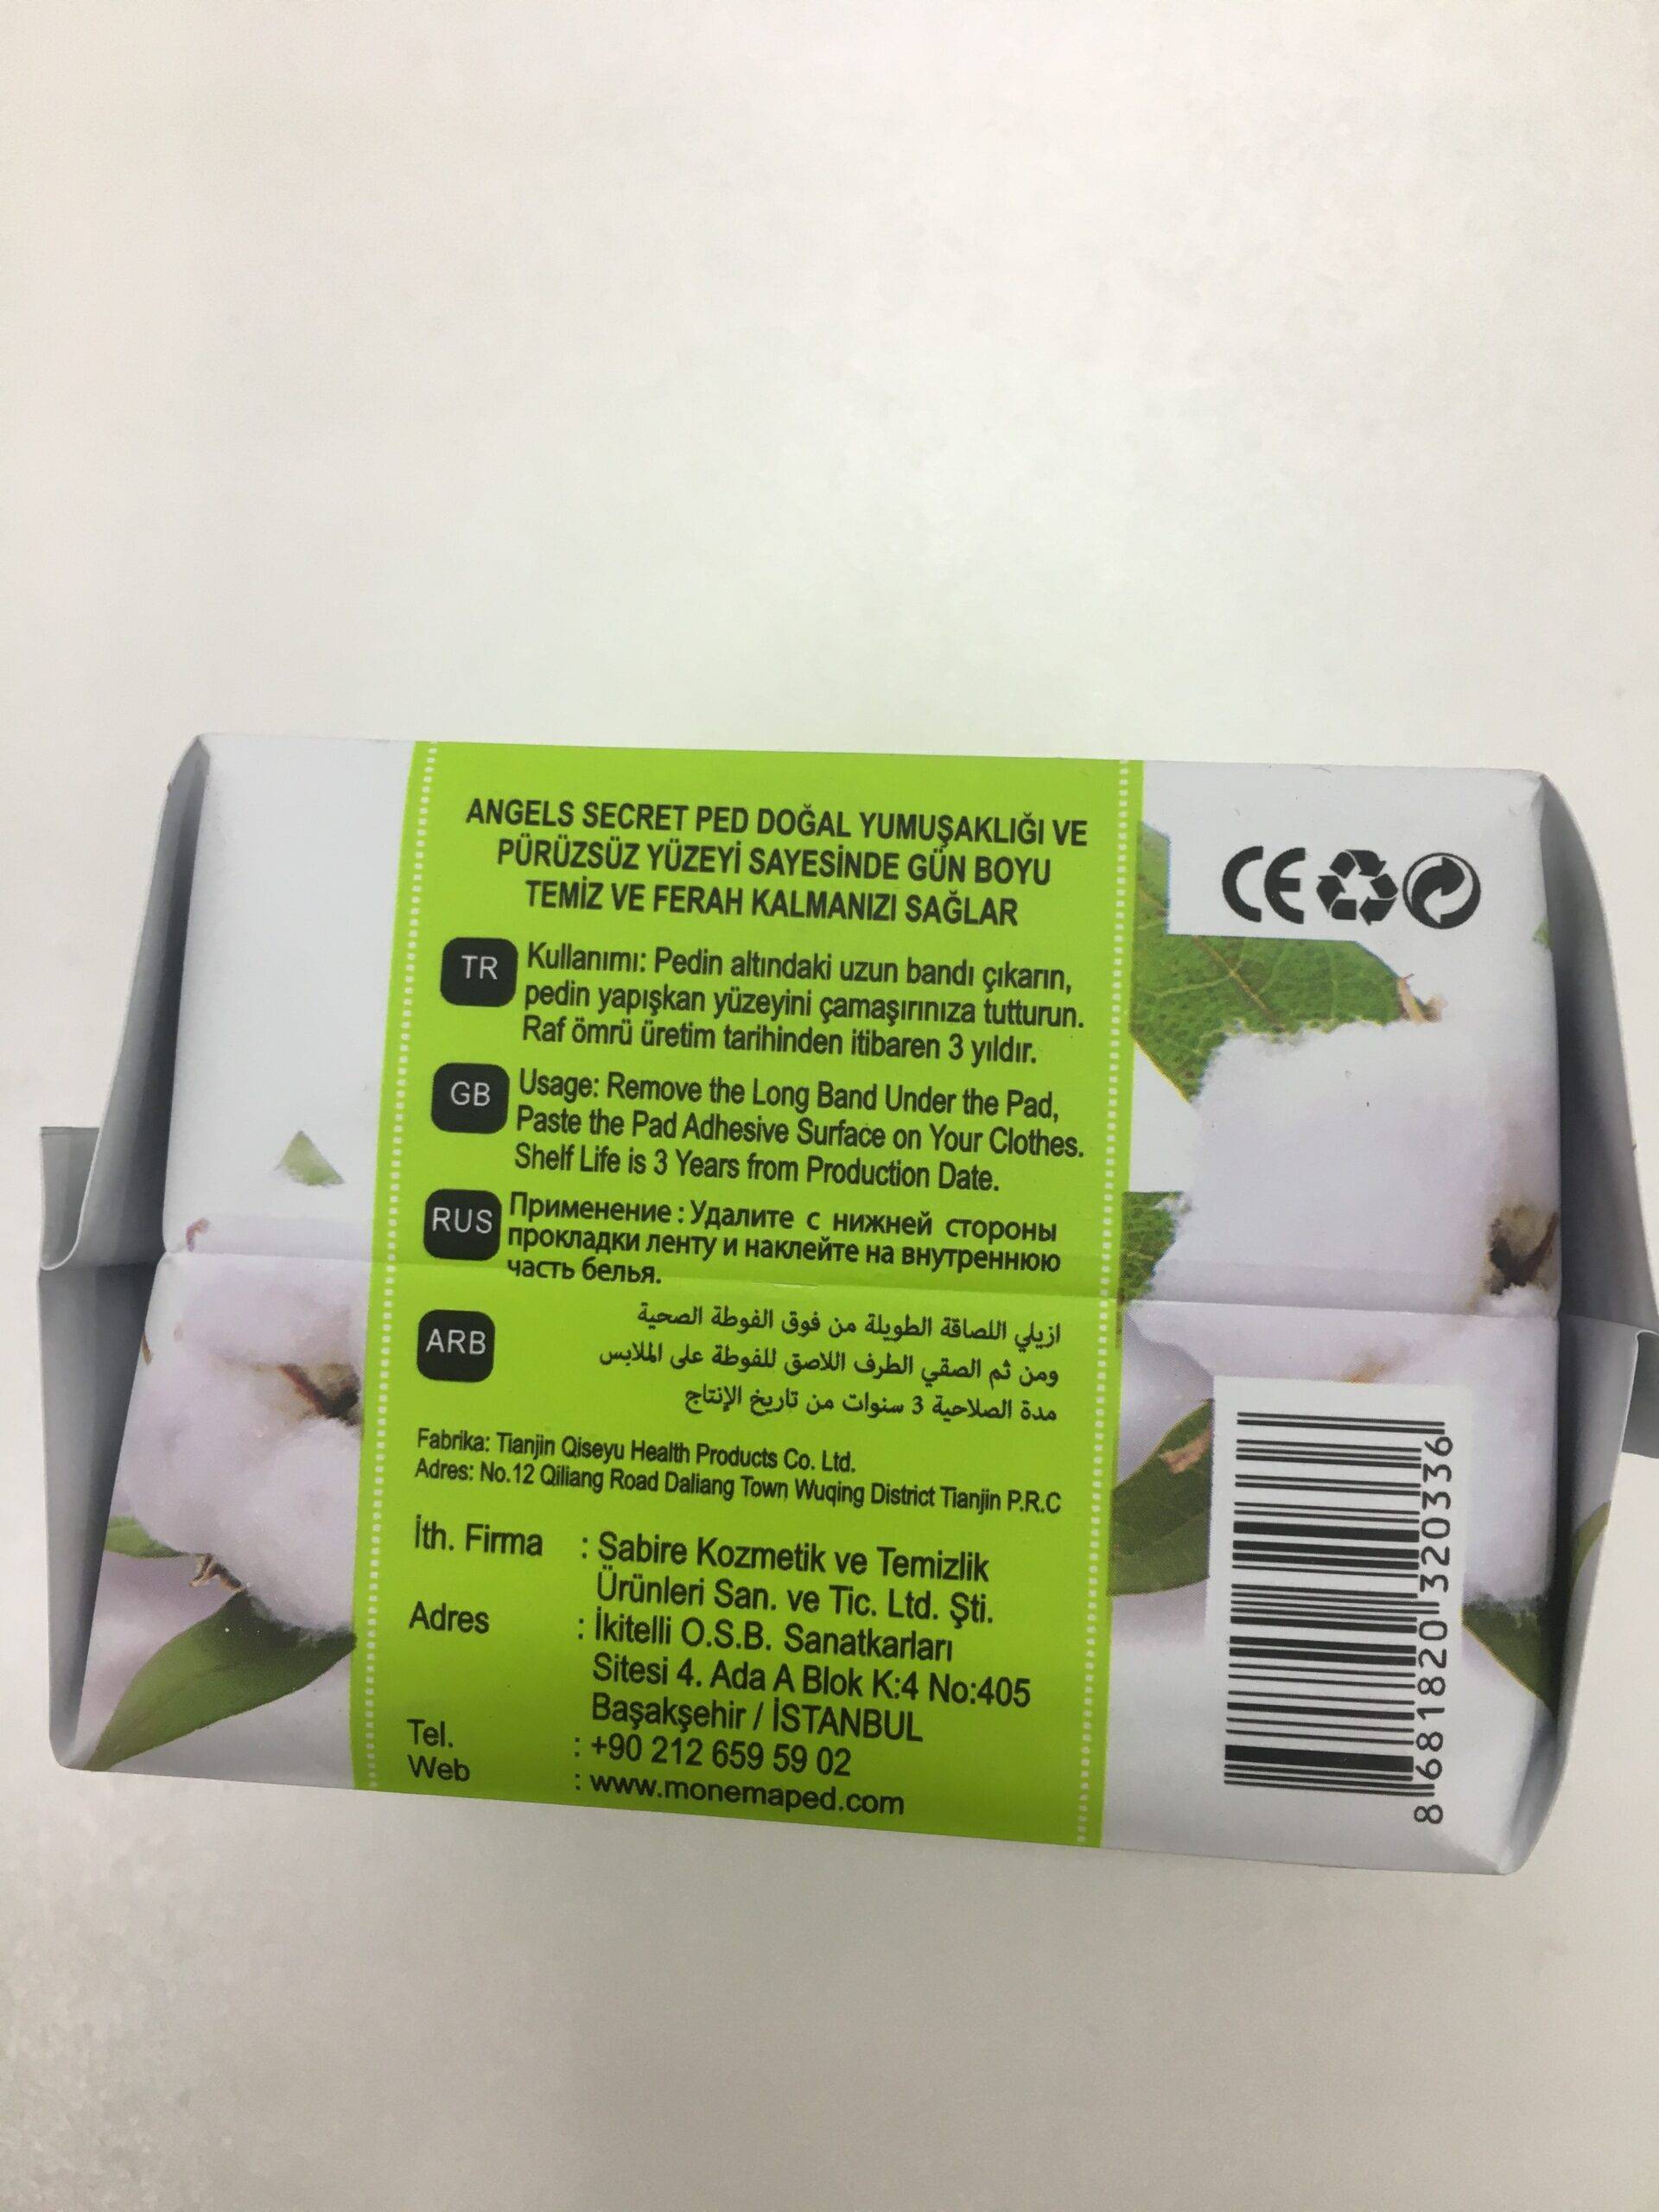 ANGELS SECRET PED DOĞAL YUMUŞAKLIĞI VE
PÜRÜZSÜZ YÜZEYİ SAYESİNDE GÜN BOYU
TEMİZ VE FERAH KALMANIZI SAĞLAR
CE
TR Kullanımı: Pedin altındaki uzun bandı çıkarın,
pedin yapışkan yüzeyini çamaşırınıza tutturun.
Raf ömrü üretim tarihinden itibaren 3 yıldır.
GB Usage: Remove the Long Band Under the Pad,
Paste the Pad Adhesive Surface on Your Clothes.
Shelf Life is 3 Years from Production Date.
RUS Применение : Удалите с нижней стороны
прокладки ленту и наклейте на внутреннюю
часть белья.
ARB ازيلي اللصاقة الطويلة من فوق الفوطة الصحية
ومن ثم الصقي الطرف اللاصق للفوطة على الملابس
مدة الصلاحية 3 سنوات من تاريخ الإنتاج
Fabrika: Tianjin Qiseyu Health Products Co. Ltd.
Adres: No.12 Qiliang Road Daliang Town Wuqing District Tianjin P.R.C
İth. Firma : Sabire Kozmetik ve Temizlik
Ürünleri San. ve Tic. Ltd. Şti.
Adres : İkitelli O.S.B. Sanatkarları
Sitesi 4. Ada A Blok K:4 No:405
Başakşehir / İSTANBUL
Tel. : +90 212 659 59 02
Web : www.monemaped.com
8 681820 320336